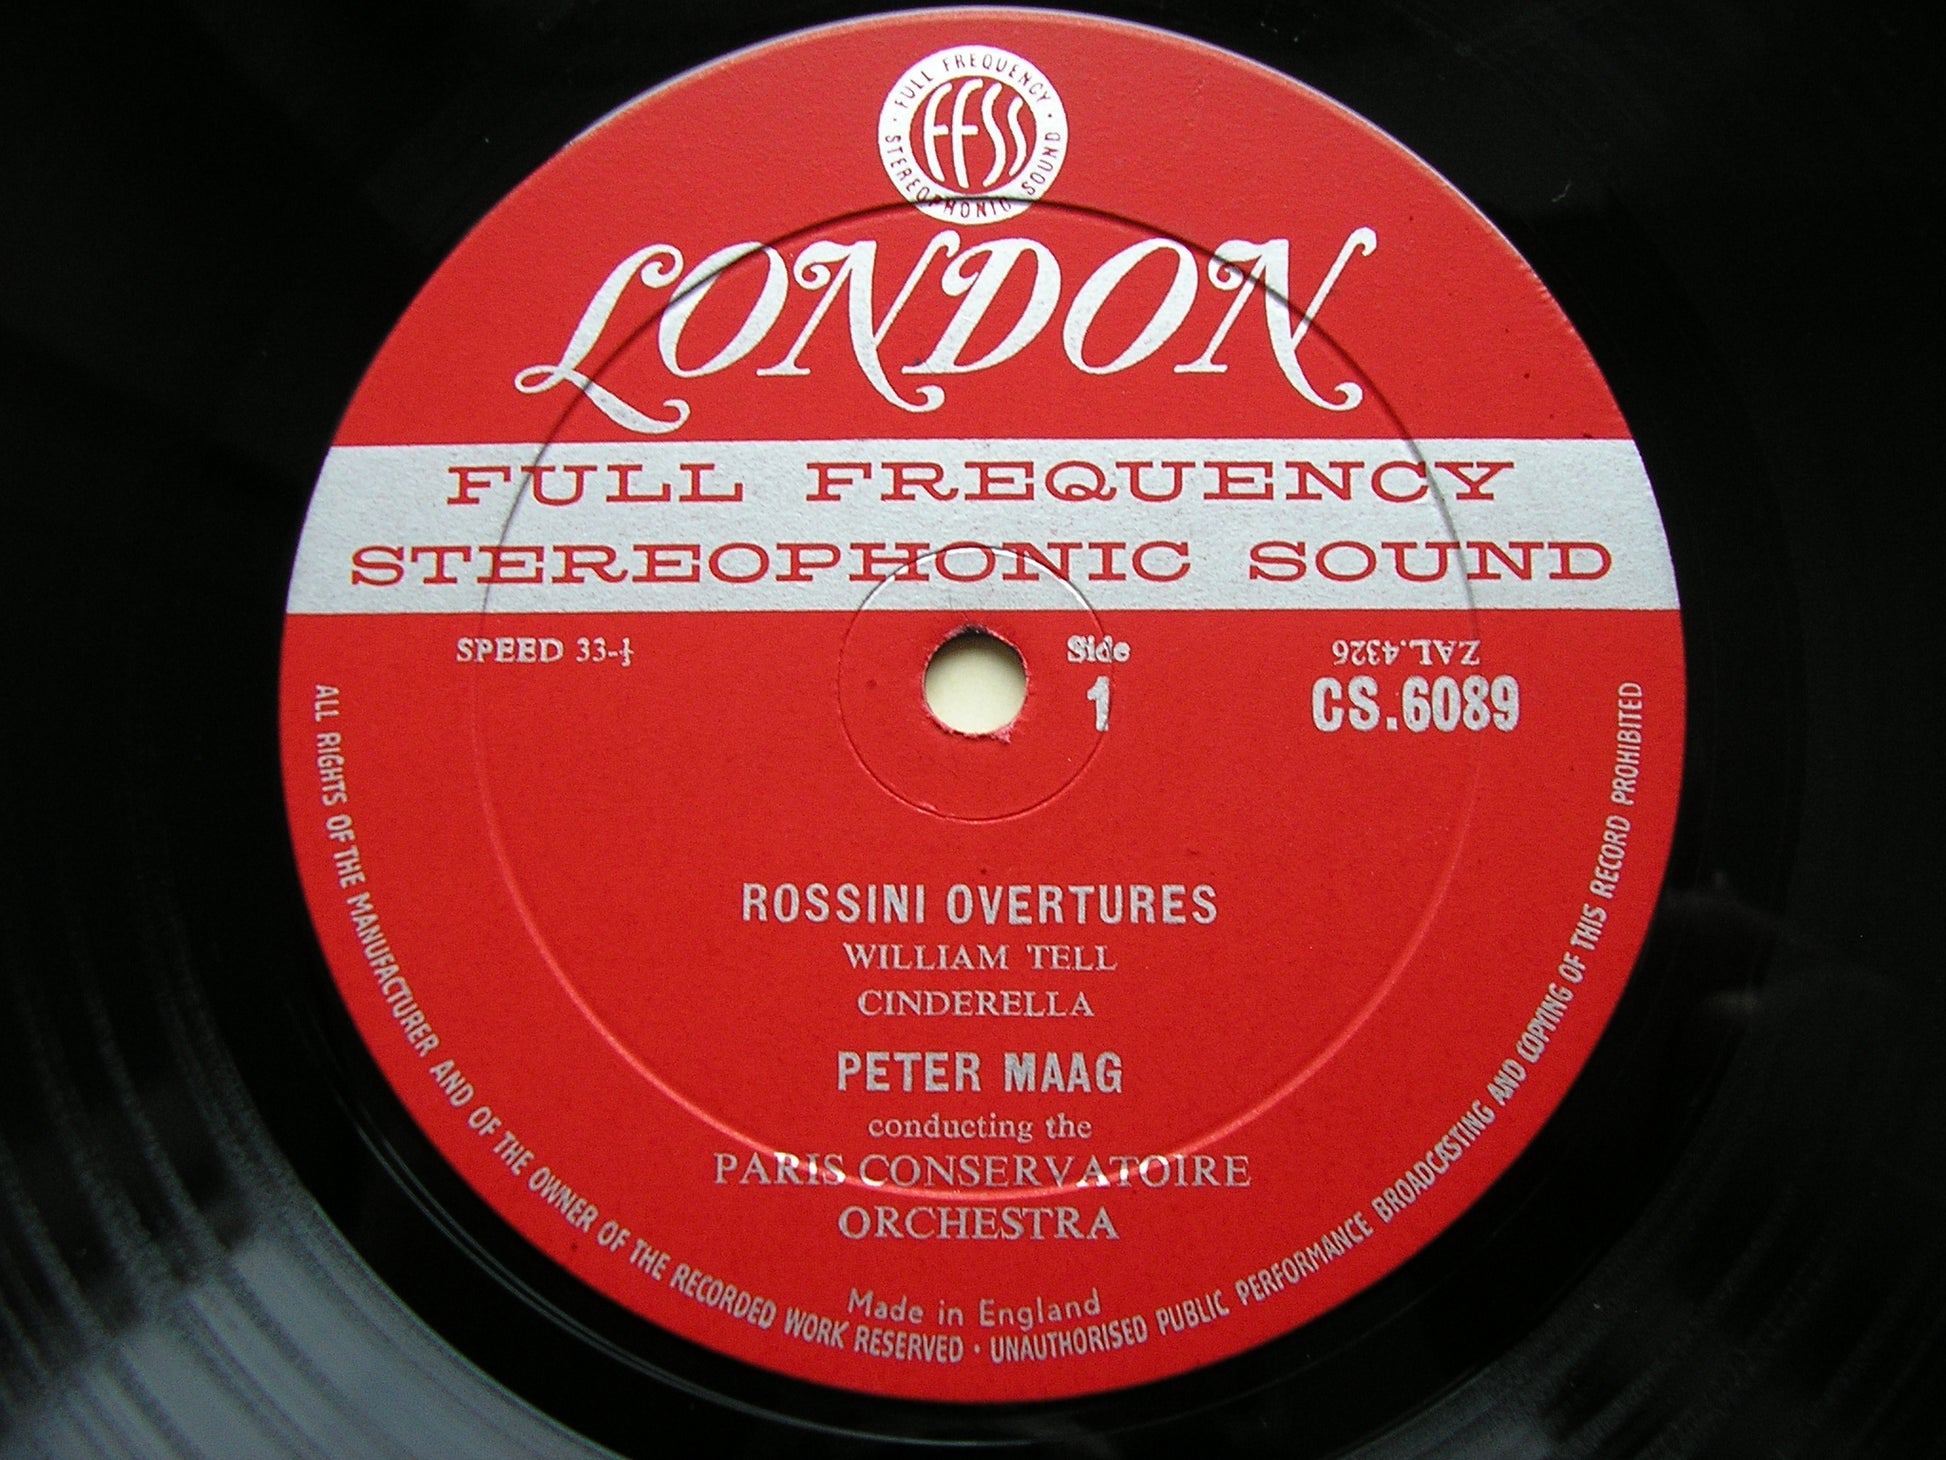 FULL FREQUENCY
FFSS
STEREOPHONIC SOUND
LONDON
FULL FREQUENCY
STEREOPHONIC SOUND
SPEED 33-⅓
Side
1
ZAL.4326
CS.6089
ROSSINI OVERTURES
WILLIAM TELL
CINDERELLA
PETER MAAG
conducting the
PARIS CONSERVATOIRE
ORCHESTRA
Made in England
ALL RIGHTS OF THE MANUFACTURER AND OF THE OWNER OF THE RECORDED WORK RESERVED · UNAUTHORISED PUBLIC PERFORMANCE BROADCASTING AND COPYING OF THIS RECORD PROHIBITED